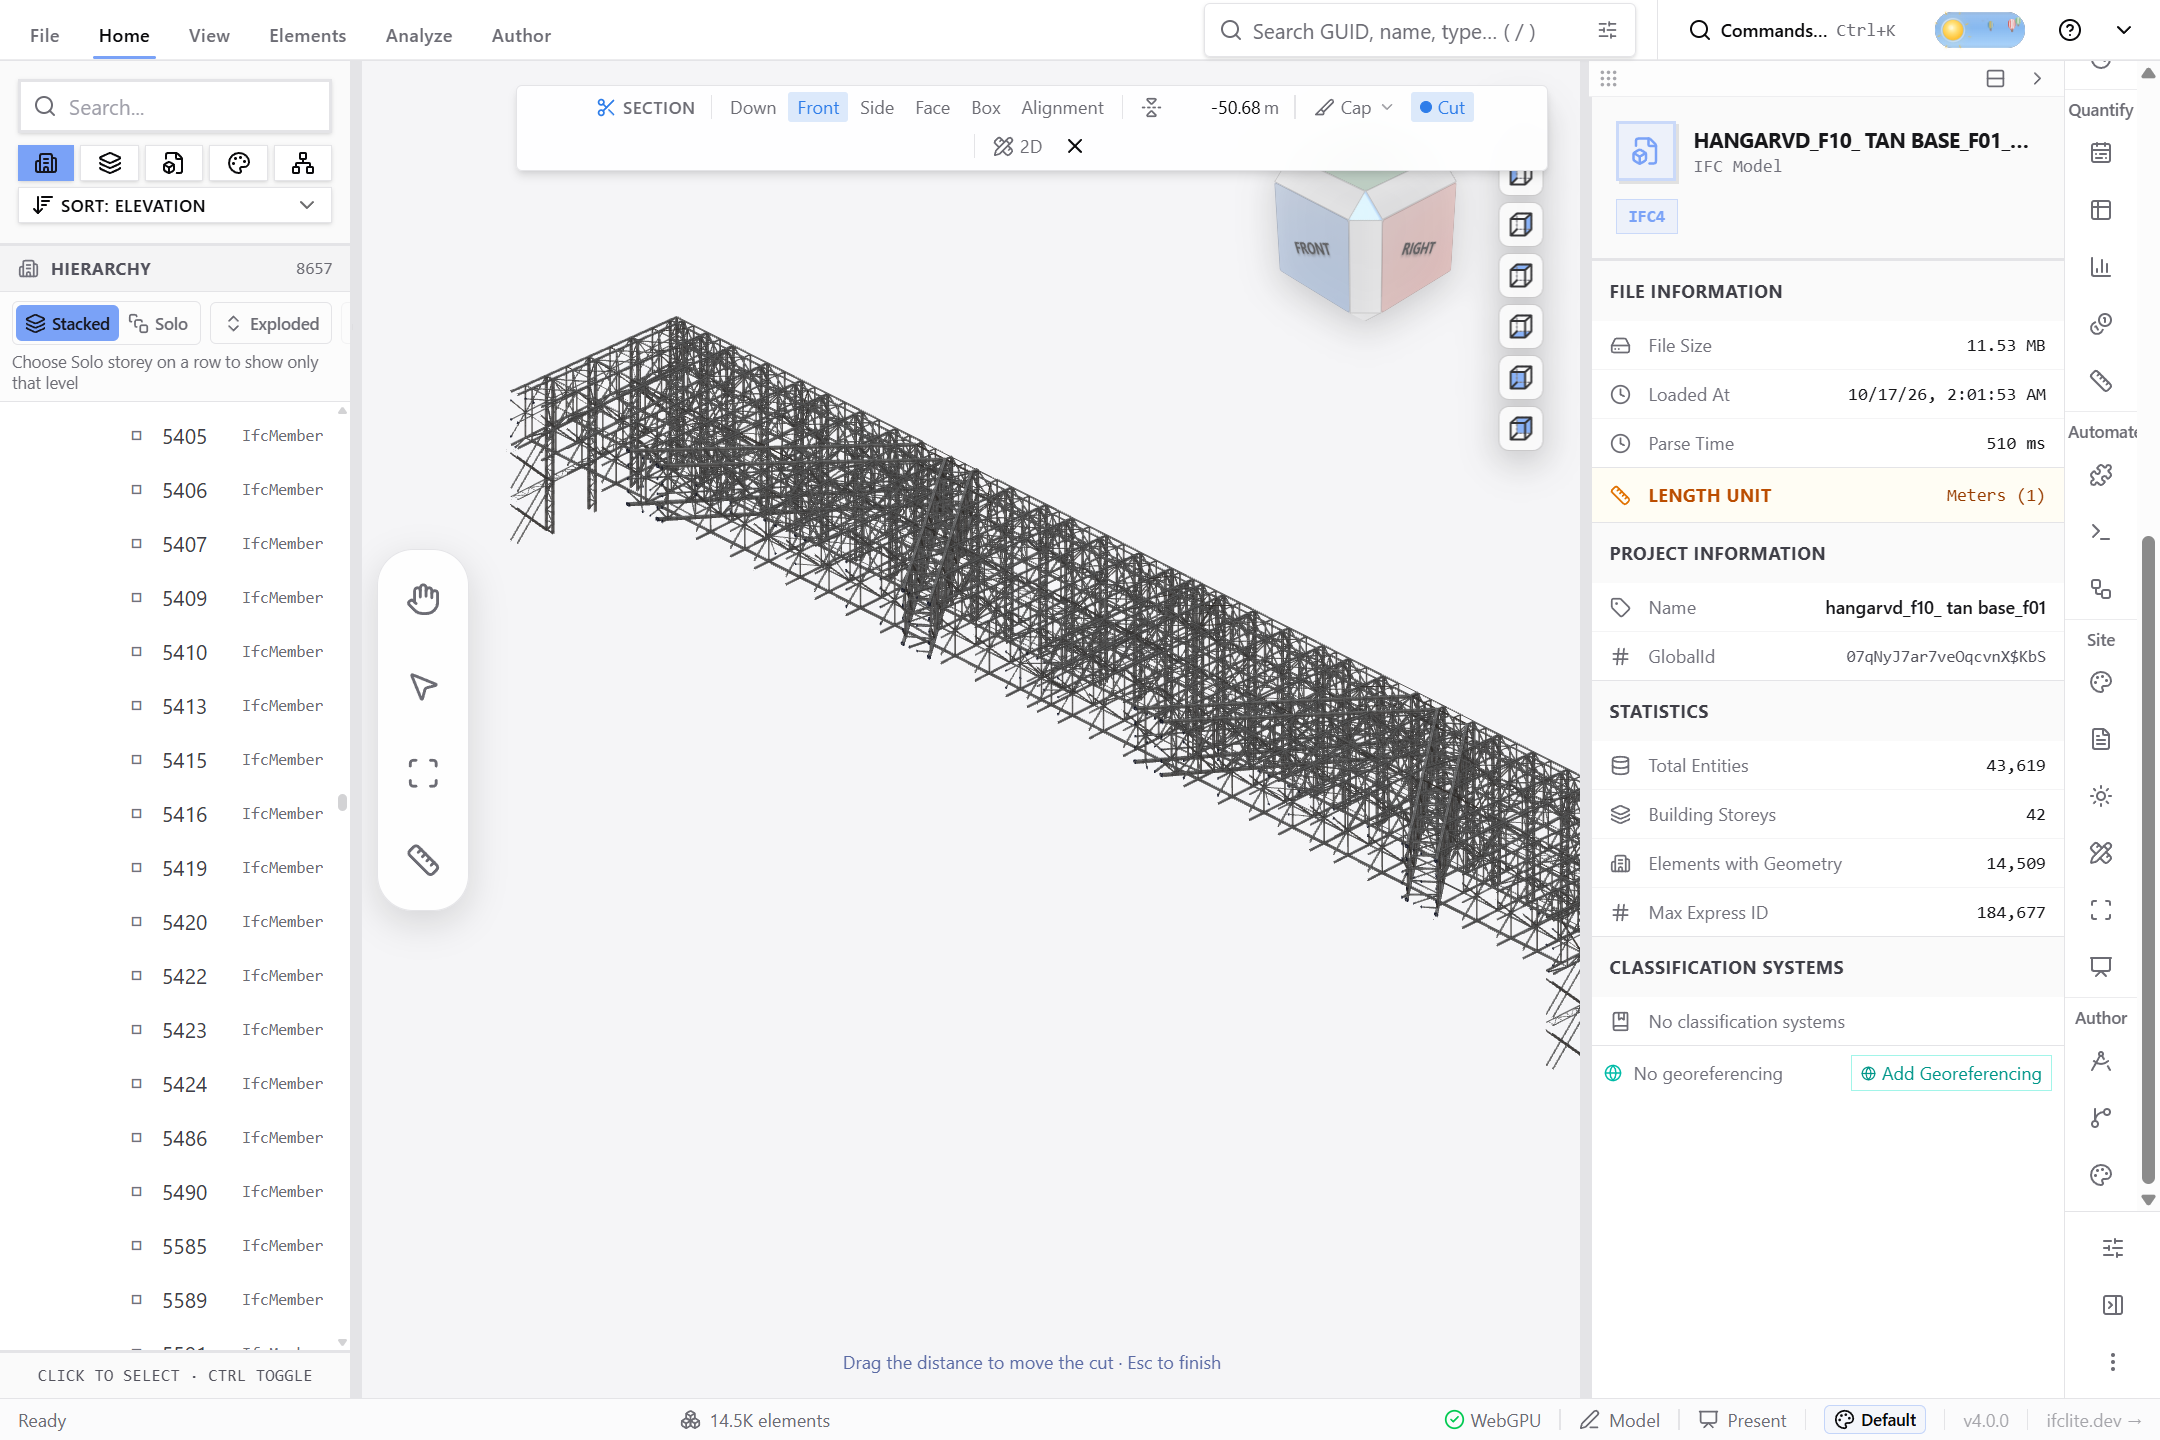 File Home View Elements Analyze Author
Search GUID, name, type... ( / )
Commands... Ctrl+K
Search...
SORT: ELEVATION
HIERARCHY 8657
Stacked Solo Exploded
Choose Solo storey on a row to show only
that level
5405 IfcMember
5406 IfcMember
5407 IfcMember
5409 IfcMember
5410 IfcMember
5413 IfcMember
5415 IfcMember
5416 IfcMember
5419 IfcMember
5420 IfcMember
5422 IfcMember
5423 IfcMember
5424 IfcMember
5486 IfcMember
5490 IfcMember
5585 IfcMember
5589 IfcMember
CLICK TO SELECT · CTRL TOGGLE
SECTION Down Front Side Face Box Alignment -50.68 m Cap Cut
2D
FRONT RIGHT
Drag the distance to move the cut · Esc to finish
HANGARVD_F10_ TAN BASE_F01_...
IFC Model
IFC4
FILE INFORMATION
File Size 11.53 MB
Loaded At 10/17/26, 2:01:53 AM
Parse Time 510 ms
LENGTH UNIT Meters (1)
PROJECT INFORMATION
Name hangarvd_f10_ tan base_f01
GlobalId 07qNyJ7ar7veOqcvnX$KbS
STATISTICS
Total Entities 43,619
Building Storeys 42
Elements with Geometry 14,509
Max Express ID 184,677
CLASSIFICATION SYSTEMS
No classification systems
No georeferencing Add Georeferencing
Quantify
Automate
Site
Author
Ready 14.5K elements WebGPU Model Present Default v4.0.0 ifclite.dev →